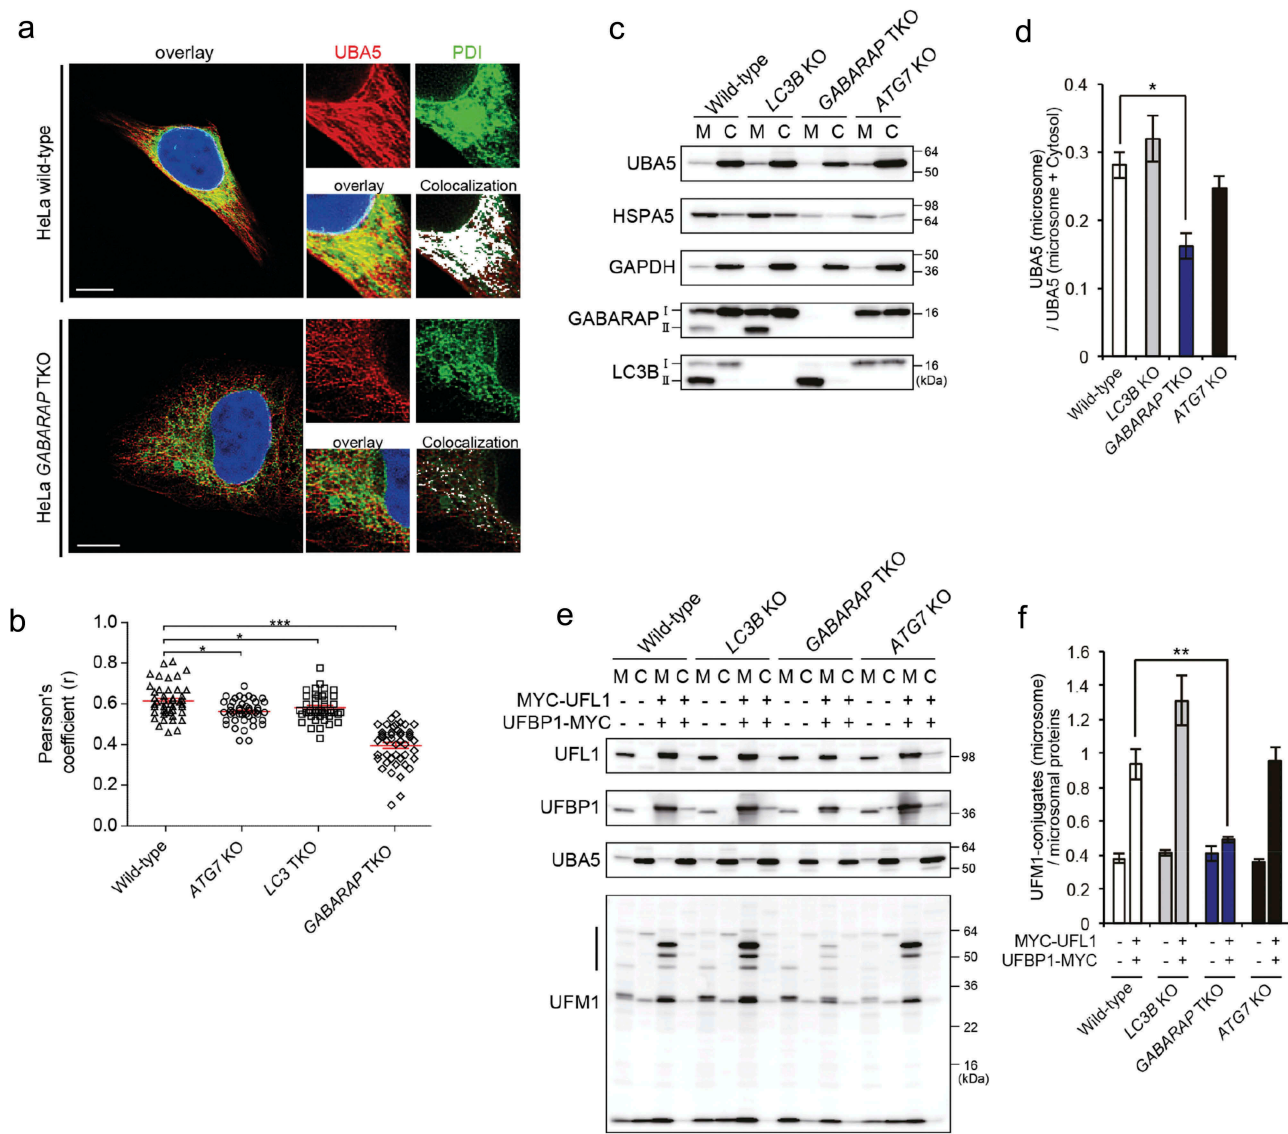 a
overlay
UBA5
PDI
HeLa wild-type
overlay
Colocalization
HeLa GABARAP TKO
overlay
Colocalization
b
Pearson's
coefficient (r)
1.0
0.8
0.6
0.4
0.2
0.0
***
*
*
Wild-type
ATG7 KO
LC3 TKO
GABARAP TKO
c
Wild-type
LC3B KO
GABARAP TKO
ATG7 KO
M C M C M C M C
UBA5
64
50
HSPA5
98
64
GAPDH
50
36
GABARAP
I
II
16
LC3B
I
II
16
(kDa)
d
UBA5 (microsome)
/ UBA5 (microsome + Cytosol)
0.4
0.3
0.2
0.1
0
*
Wild-type
LC3B KO
GABARAP TKO
ATG7 KO
e
Wild-type
LC3B KO
GABARAP TKO
ATG7 KO
M C M C M C M C M C M C M C M C
MYC-UFL1 - - + + - - + + - - + + - - + +
UFBP1-MYC - - + + - - + + - - + + - - + +
UFL1
98
UFBP1
36
UBA5
64
50
UFM1
64
50
36
22
16
(kDa)
f
UFM1-conjugates (microsome)
/ microsomal proteins
1.6
1.4
1.2
1
0.8
0.6
0.4
0.2
0
**
MYC-UFL1 - + - + - + - +
UFBP1-MYC - + - + - + - +
Wild-type
LC3B KO
GABARAP TKO
ATG7 KO